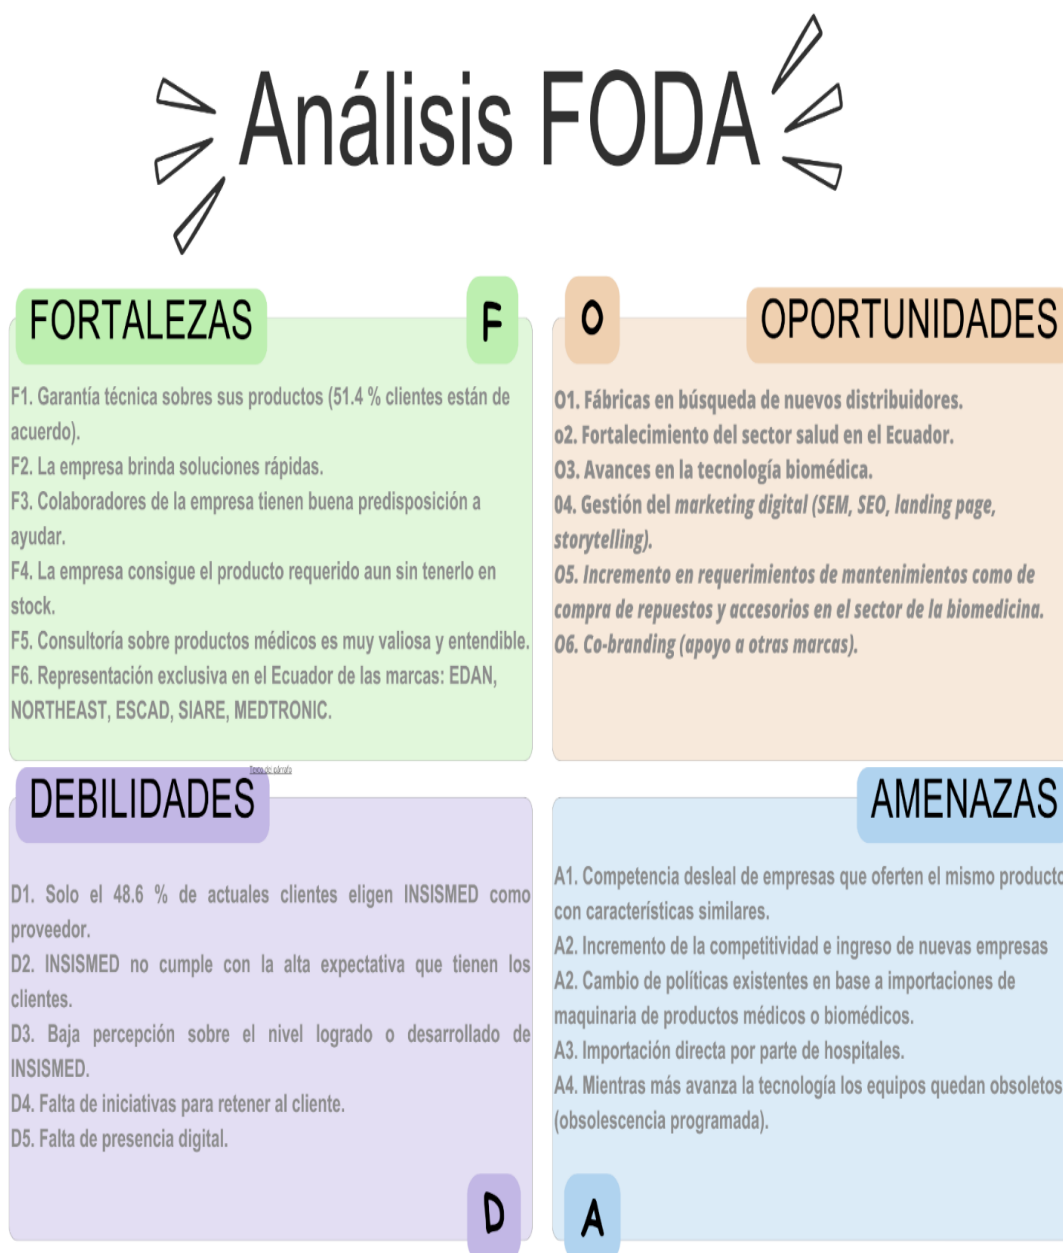 Análisis FODA
FORTALEZAS
F
F1. Garantía técnica sobres sus productos (51.4 % clientes están de
acuerdo).
F2. La empresa brinda soluciones rápidas.
F3. Colaboradores de la empresa tienen buena predisposición a
ayudar.
F4. La empresa consigue el producto requerido aun sin tenerlo en
stock.
F5. Consultoría sobre productos médicos es muy valiosa y entendible.
F6. Representación exclusiva en el Ecuador de las marcas: EDAN,
NORTHEAST, ESCAD, SIARE, MEDTRONIC.
O
OPORTUNIDADES
O1. Fábricas en búsqueda de nuevos distribuidores.
o2. Fortalecimiento del sector salud en el Ecuador.
O3. Avances en la tecnología biomédica.
04. Gestión del marketing digital (SEM, SEO, landing page,
storytelling).
O5. Incremento en requerimientos de mantenimientos como de
compra de repuestos y accesorios en el sector de la biomedicina.
O6. Co-branding (apoyo a otras marcas).
Texto del párrafo
DEBILIDADES
D1. Solo el 48.6 % de actuales clientes eligen INSISMED como
proveedor.
D2. INSISMED no cumple con la alta expectativa que tienen los
clientes.
D3. Baja percepción sobre el nivel logrado o desarrollado de
INSISMED.
D4. Falta de iniciativas para retener al cliente.
D5. Falta de presencia digital.
D
AMENAZAS
A1. Competencia desleal de empresas que oferten el mismo producto
con características similares.
A2. Incremento de la competitividad e ingreso de nuevas empresas
A2. Cambio de políticas existentes en base a importaciones de
maquinaria de productos médicos o biomédicos.
A3. Importación directa por parte de hospitales.
A4. Mientras más avanza la tecnología los equipos quedan obsoletos
(obsolescencia programada).
A